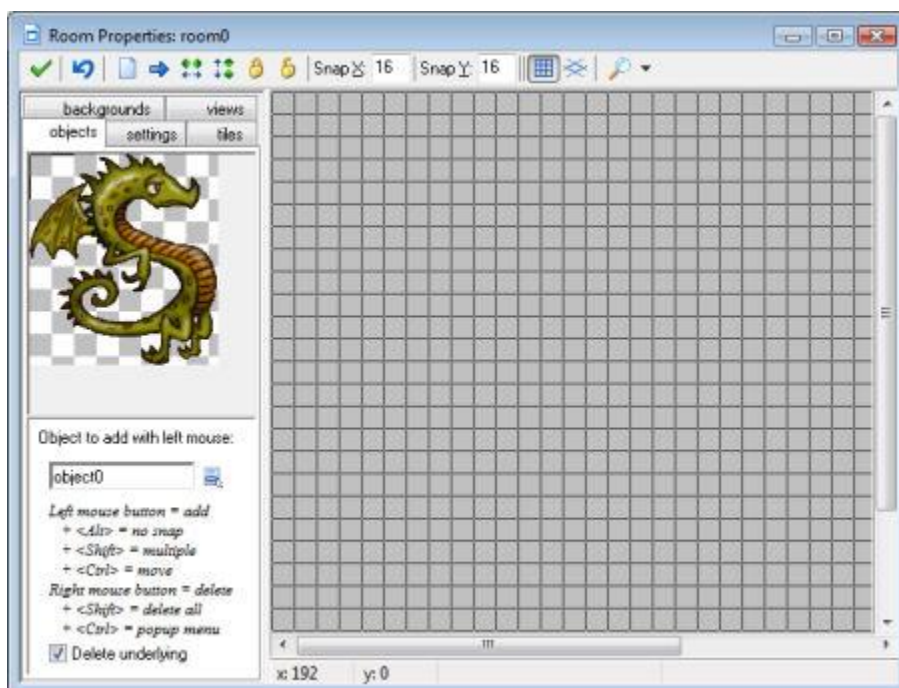 Room Properties: room0
Snap X: 16 Snap Y: 16
backgrounds views
objects settings tiles
Object to add with left mouse:
object0
Left mouse button = add
+ <Alt> = no snap
+ <Shift> = multiple
+ <Ctrl> = move
Right mouse button = delete
+ <Shift> = delete all
+ <Ctrl> = popup menu
Delete underlying
x: 192 y: 0